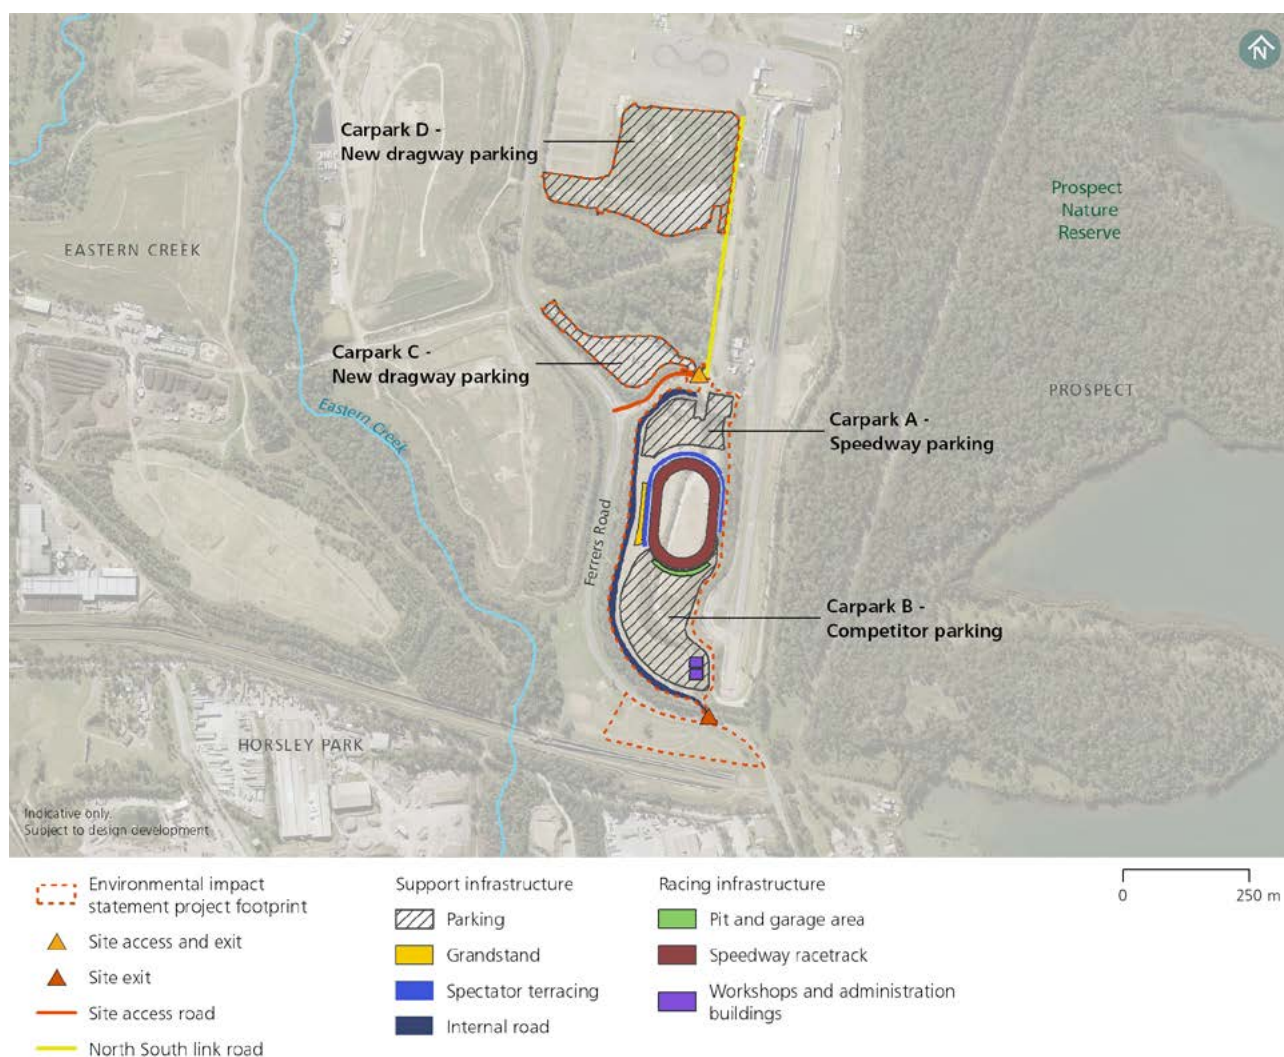 N
Carpark D -
New dragway parking
Prospect
Nature
Reserve
EASTERN CREEK
Carpark C -
New dragway parking
PROSPECT
Eastern Creek
Carpark A -
Speedway parking
Ferrers Road
Carpark B -
Competitor parking
HORSLEY PARK
Indicative only.
Subject to design development
Environmental impact
statement project footprint
Site access and exit
Site exit
Site access road
North South link road
Support infrastructure
Parking
Grandstand
Spectator terracing
Internal road
Racing infrastructure
Pit and garage area
Speedway racetrack
Workshops and administration
buildings
0 250 m